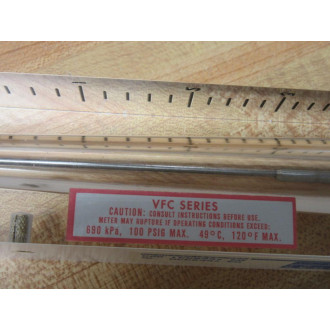 VFC SERIES
CAUTION: CONSULT INSTRUCTIONS BEFORE USE.
METER MAY RUPTURE IF OPERATING CONDITIONS EXCEED:
690 kPa, 100 PSIG MAX. 49°C, 120°F MAX.